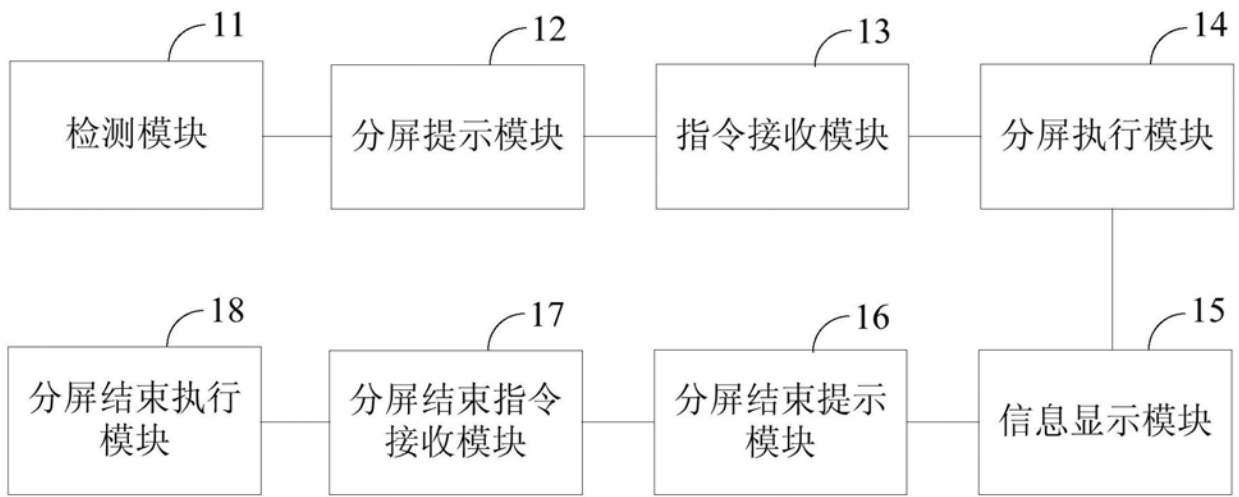 11
12
13
14
检测模块
分屏提示模块
指令接收模块
分屏执行模块
18
17
16
15
分屏结束执行
模块
分屏结束指令
接收模块
分屏结束提示
模块
信息显示模块